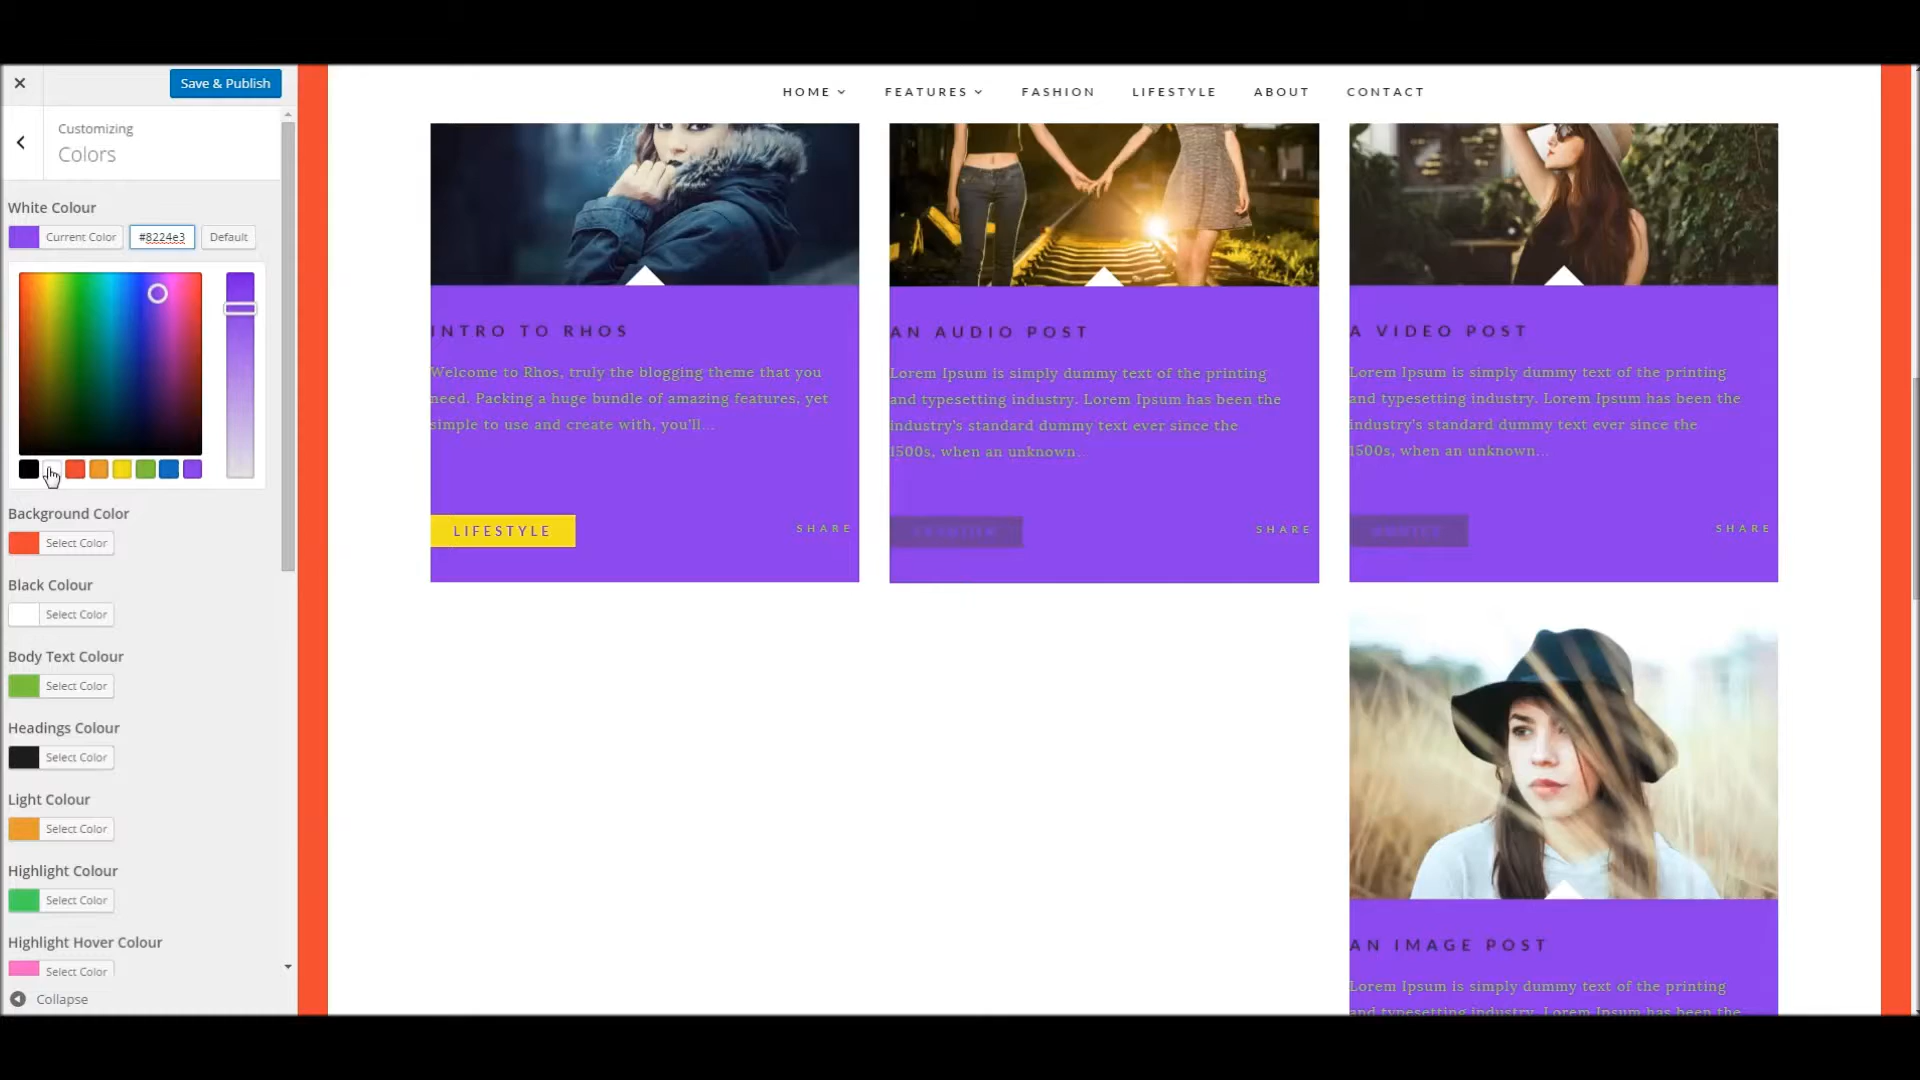 Save & Publish
Customizing
Colors
White Colour
Current Color
#8224e3
Default
Background Color
Select Color
Black Colour
Select Color
Body Text Colour
Select Color
Headings Colour
Select Color
Light Colour
Select Color
Highlight Colour
Select Color
Highlight Hover Colour
Select Color
Collapse
HOME FEATURES FASHION LIFESTYLE ABOUT CONTACT
INTRO TO RHOS
Welcome to Rhos, truly the blogging theme that you
need. Packing a huge bundle of amazing features, yet
simple to use and create with, you'll...
LIFESTYLE
SHARE
AN AUDIO POST
Lorem Ipsum is simply dummy text of the printing
and typesetting industry. Lorem Ipsum has been the
industry's standard dummy text ever since the
1500s, when an unknown...
SHARE
A VIDEO POST
Lorem Ipsum is simply dummy text of the printing
and typesetting industry. Lorem Ipsum has been the
industry's standard dummy text ever since the
1500s, when an unknown...
SHARE
AN IMAGE POST
Lorem Ipsum is simply dummy text of the printing
and typesetting industry. Lorem Ipsum has been the